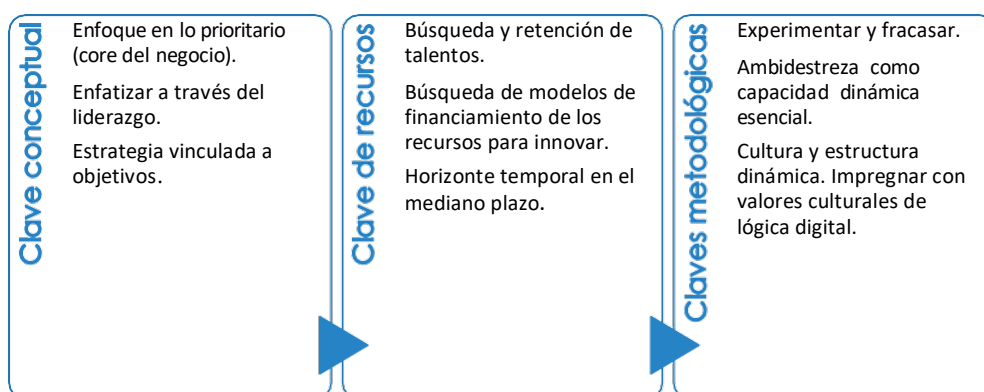 Clave conceptual
Enfoque en lo prioritario
(core del negocio).
Enfatizar a través del
liderazgo.
Estrategia vinculada a
objetivos.
Clave de recursos
Búsqueda y retención de
talentos.
Búsqueda de modelos de
financiamiento de los
recursos para innovar.
Horizonte temporal en el
mediano plazo.
Claves metodológicas
Experimentar y fracasar.
Ambidestreza como
capacidad dinámica
esencial.
Cultura y estructura
dinámica. Impregnar con
valores culturales de
lógica digital.